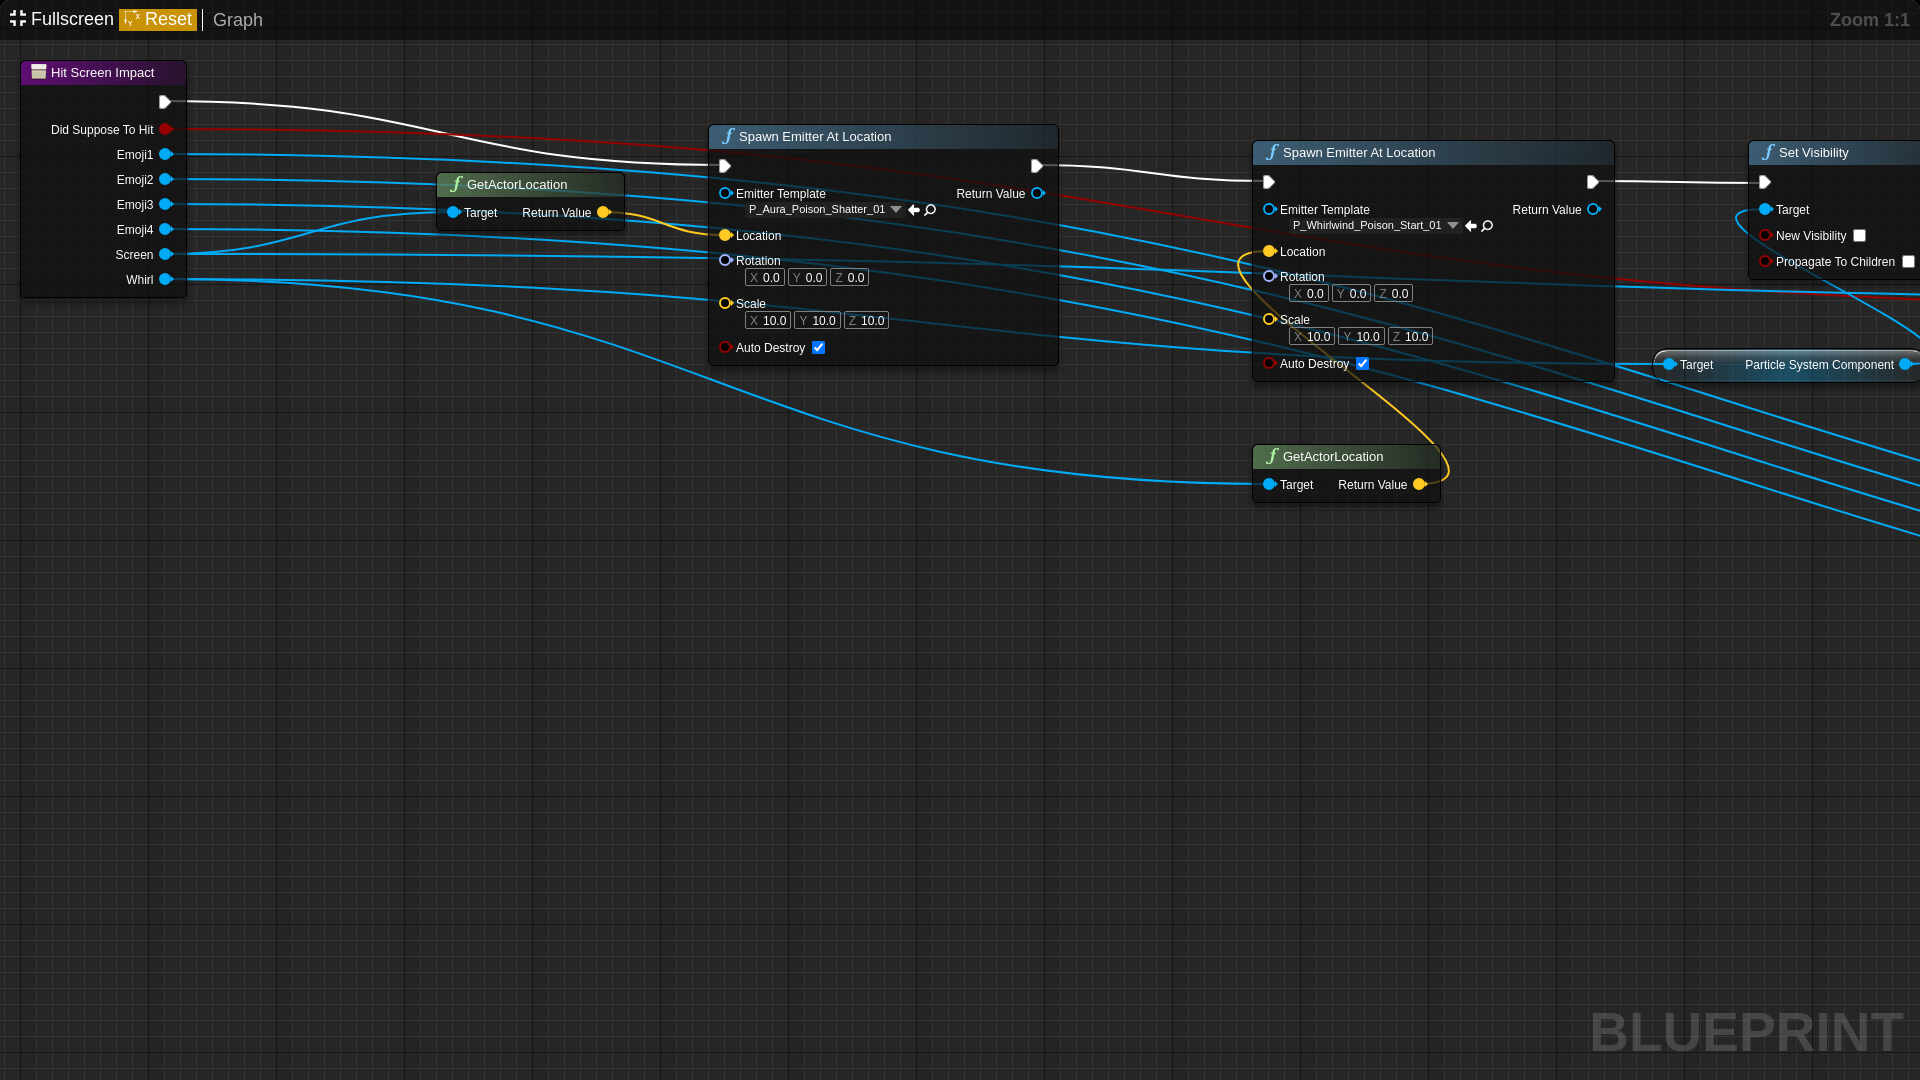 Fullscreen Reset Graph Zoom 1:1
Hit Screen Impact
Did Suppose To Hit
Emoji1
Emoji2
Emoji3
Emoji4
Screen
Whirl
GetActorLocation
Target Return Value
Spawn Emitter At Location
Emitter Template Return Value
P_Aura_Poison_Shatter_01
Location
Rotation
X 0.0 Y 0.0 Z 0.0
Scale
X 10.0 Y 10.0 Z 10.0
Auto Destroy
Spawn Emitter At Location
Emitter Template Return Value
P_Whirlwind_Poison_Start_01
Location
Rotation
X 0.0 Y 0.0 Z 0.0
Scale
X 10.0 Y 10.0 Z 10.0
Auto Destroy
GetActorLocation
Target Return Value
Set Visibility
Target
New Visibility
Propagate To Children
Target Particle System Component
BLUEPRINT